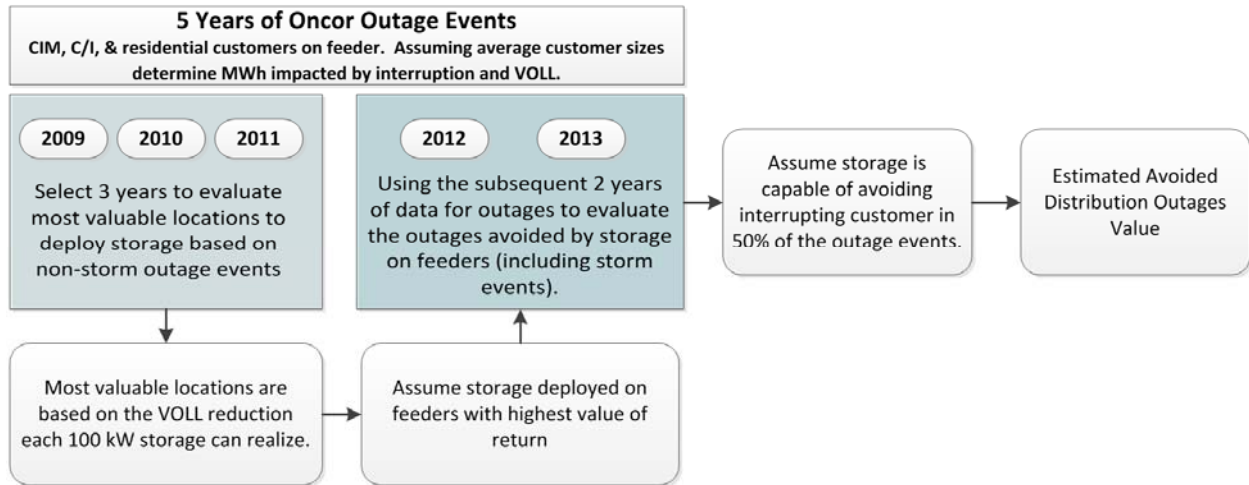 5 Years of Oncor Outage Events
CIM, C/I, & residential customers on feeder.  Assuming average customer sizes
determine MWh impacted by interruption and VOLL.
2009
2010
2011
Select 3 years to evaluate
most valuable locations to
deploy storage based on
non-storm outage events
Most valuable locations are
based on the VOLL reduction
each 100 kW storage can realize.
Assume storage deployed on
feeders with highest value of
return
2012
2013
Using the subsequent 2 years
of data for outages to evaluate
the outages avoided by storage
on feeders (including storm
events).
Assume storage is
capable of avoiding
interrupting customer in
50% of the outage events.
Estimated Avoided
Distribution Outages
Value